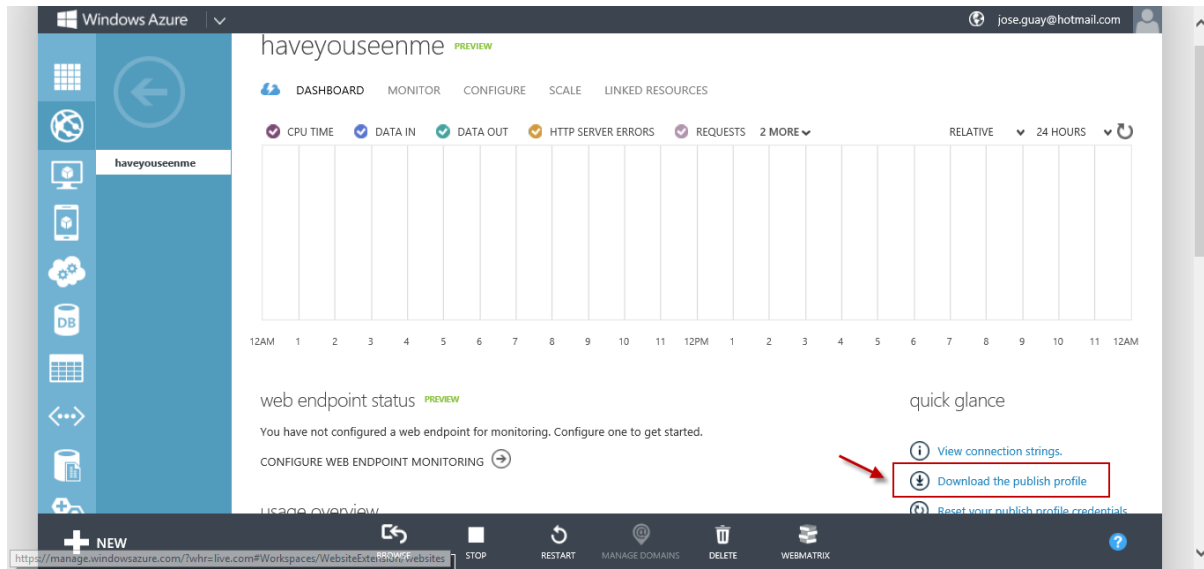 Windows Azure
jose.guay@hotmail.com
haveyouseenme PREVIEW
DASHBOARD MONITOR CONFIGURE SCALE LINKED RESOURCES
CPU TIME DATA IN DATA OUT HTTP SERVER ERRORS REQUESTS 2 MORE RELATIVE 24 HOURS
haveyouseenme
DB
12AM 1 2 3 4 5 6 7 8 9 10 11 12PM 1 2 3 4 5 6 7 8 9 10 11 12AM
web endpoint status PREVIEW
quick glance
You have not configured a web endpoint for monitoring. Configure one to get started.
View connection strings.
CONFIGURE WEB ENDPOINT MONITORING
Download the publish profile
usage overview
Reset your publish profile credentials
NEW
BROWSE STOP RESTART MANAGE DOMAINS DELETE WEBMATRIX ?
https://manage.windowsazure.com/?whr=live.com#Workspaces/WebsiteExtension/websites